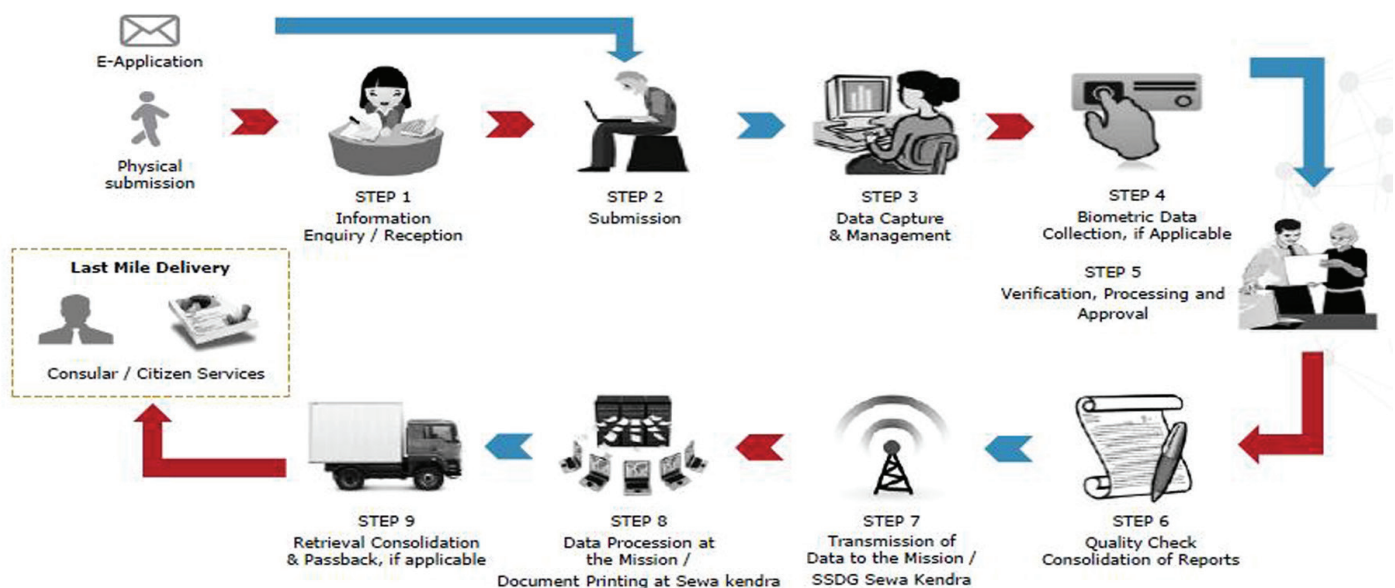 E-Application
Physical
submission
STEP 1
Information
Enquiry / Reception
STEP 2
Submission
STEP 3
Data Capture
& Management
STEP 4
Biometric Data
Collection, if Applicable
STEP 5
Verification, Processing and
Approval
Last Mile Delivery
Consular / Citizen Services
STEP 9
Retrieval Consolidation
& Passback, if applicable
STEP 8
Data Procession at
the Mission /
Document Printing at Sewa kendra
STEP 7
Transmission of
Data to the Mission /
SSDG Sewa Kendra
STEP 6
Quality Check
Consolidation of Reports